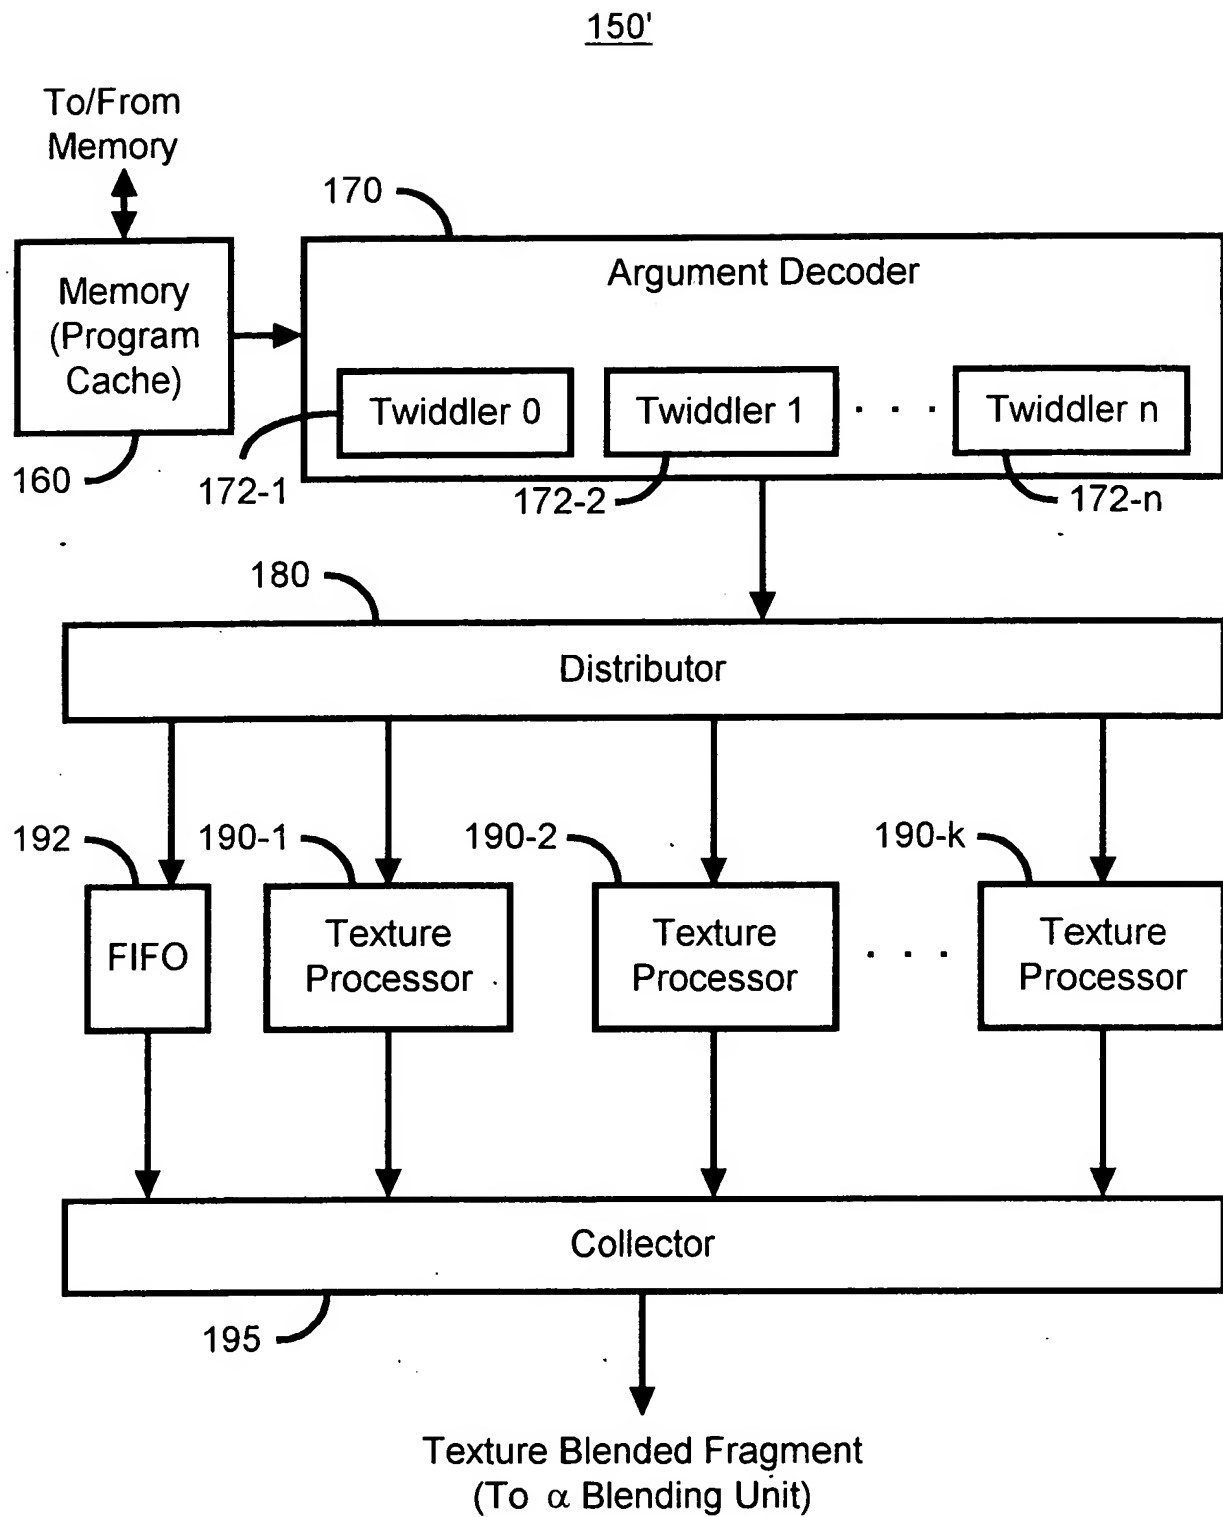 150'
To/From
Memory
170
Argument Decoder
Memory
(Program
Cache)
Twiddler 0
Twiddler 1
. . .
Twiddler n
160
172-1
172-2
172-n
180
Distributor
192
190-1
190-2
190-k
FIFO
Texture
Processor
Texture
Processor
. . .
Texture
Processor
Collector
195
Texture Blended Fragment
(To α Blending Unit)